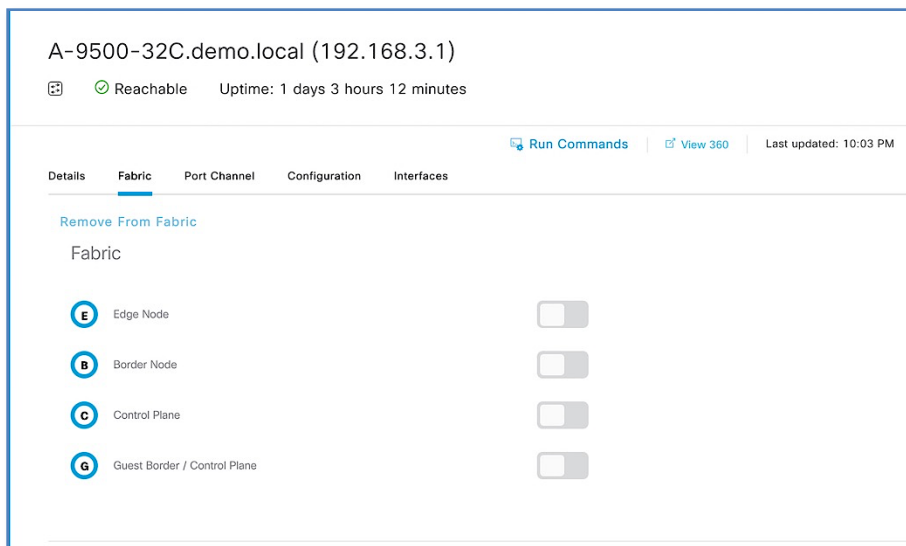 A-9500-32C.demo.local (192.168.3.1)
Reachable Uptime: 1 days 3 hours 12 minutes
Run Commands View 360 Last updated: 10:03 PM
Details Fabric Port Channel Configuration Interfaces
Remove From Fabric
Fabric
E Edge Node
B Border Node
C Control Plane
G Guest Border / Control Plane